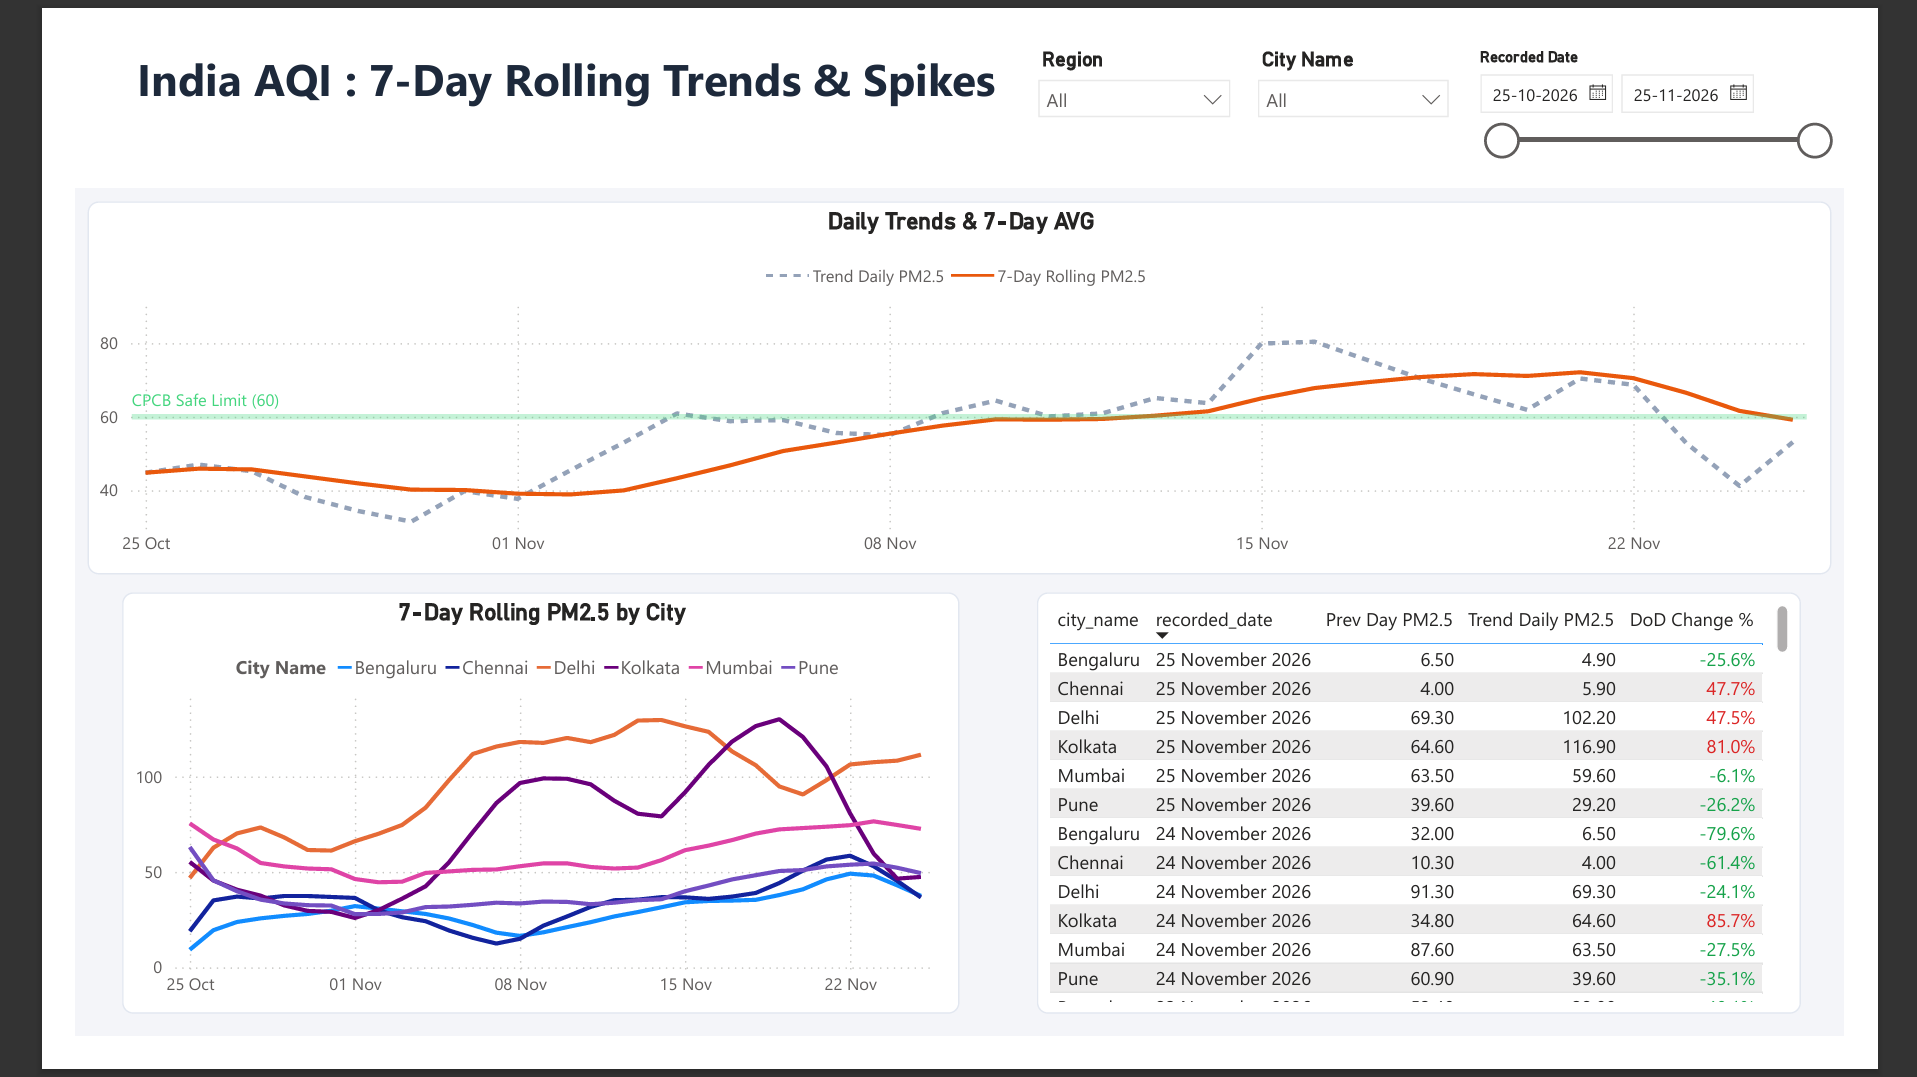 India AQI : 7-Day Rolling Trends & Spikes
Region
All
City Name
All
Recorded Date
25-10-2026
25-11-2026
Daily Trends & 7-Day AVG
Trend Daily PM2.5
7-Day Rolling PM2.5
80
CPCB Safe Limit (60)
60
40
25 Oct
01 Nov
08 Nov
15 Nov
22 Nov
7-Day Rolling PM2.5 by City
City Name Bengaluru Chennai Delhi Kolkata Mumbai Pune
100
50
0
25 Oct
01 Nov
08 Nov
15 Nov
22 Nov
city_name recorded_date Prev Day PM2.5 Trend Daily PM2.5 DoD Change %
Bengaluru 25 November 2026 6.50 4.90 -25.6%
Chennai 25 November 2026 4.00 5.90 47.7%
Delhi 25 November 2026 69.30 102.20 47.5%
Kolkata 25 November 2026 64.60 116.90 81.0%
Mumbai 25 November 2026 63.50 59.60 -6.1%
Pune 25 November 2026 39.60 29.20 -26.2%
Bengaluru 24 November 2026 32.00 6.50 -79.6%
Chennai 24 November 2026 10.30 4.00 -61.4%
Delhi 24 November 2026 91.30 69.30 -24.1%
Kolkata 24 November 2026 34.80 64.60 85.7%
Mumbai 24 November 2026 87.60 63.50 -27.5%
Pune 24 November 2026 60.90 39.60 -35.1%